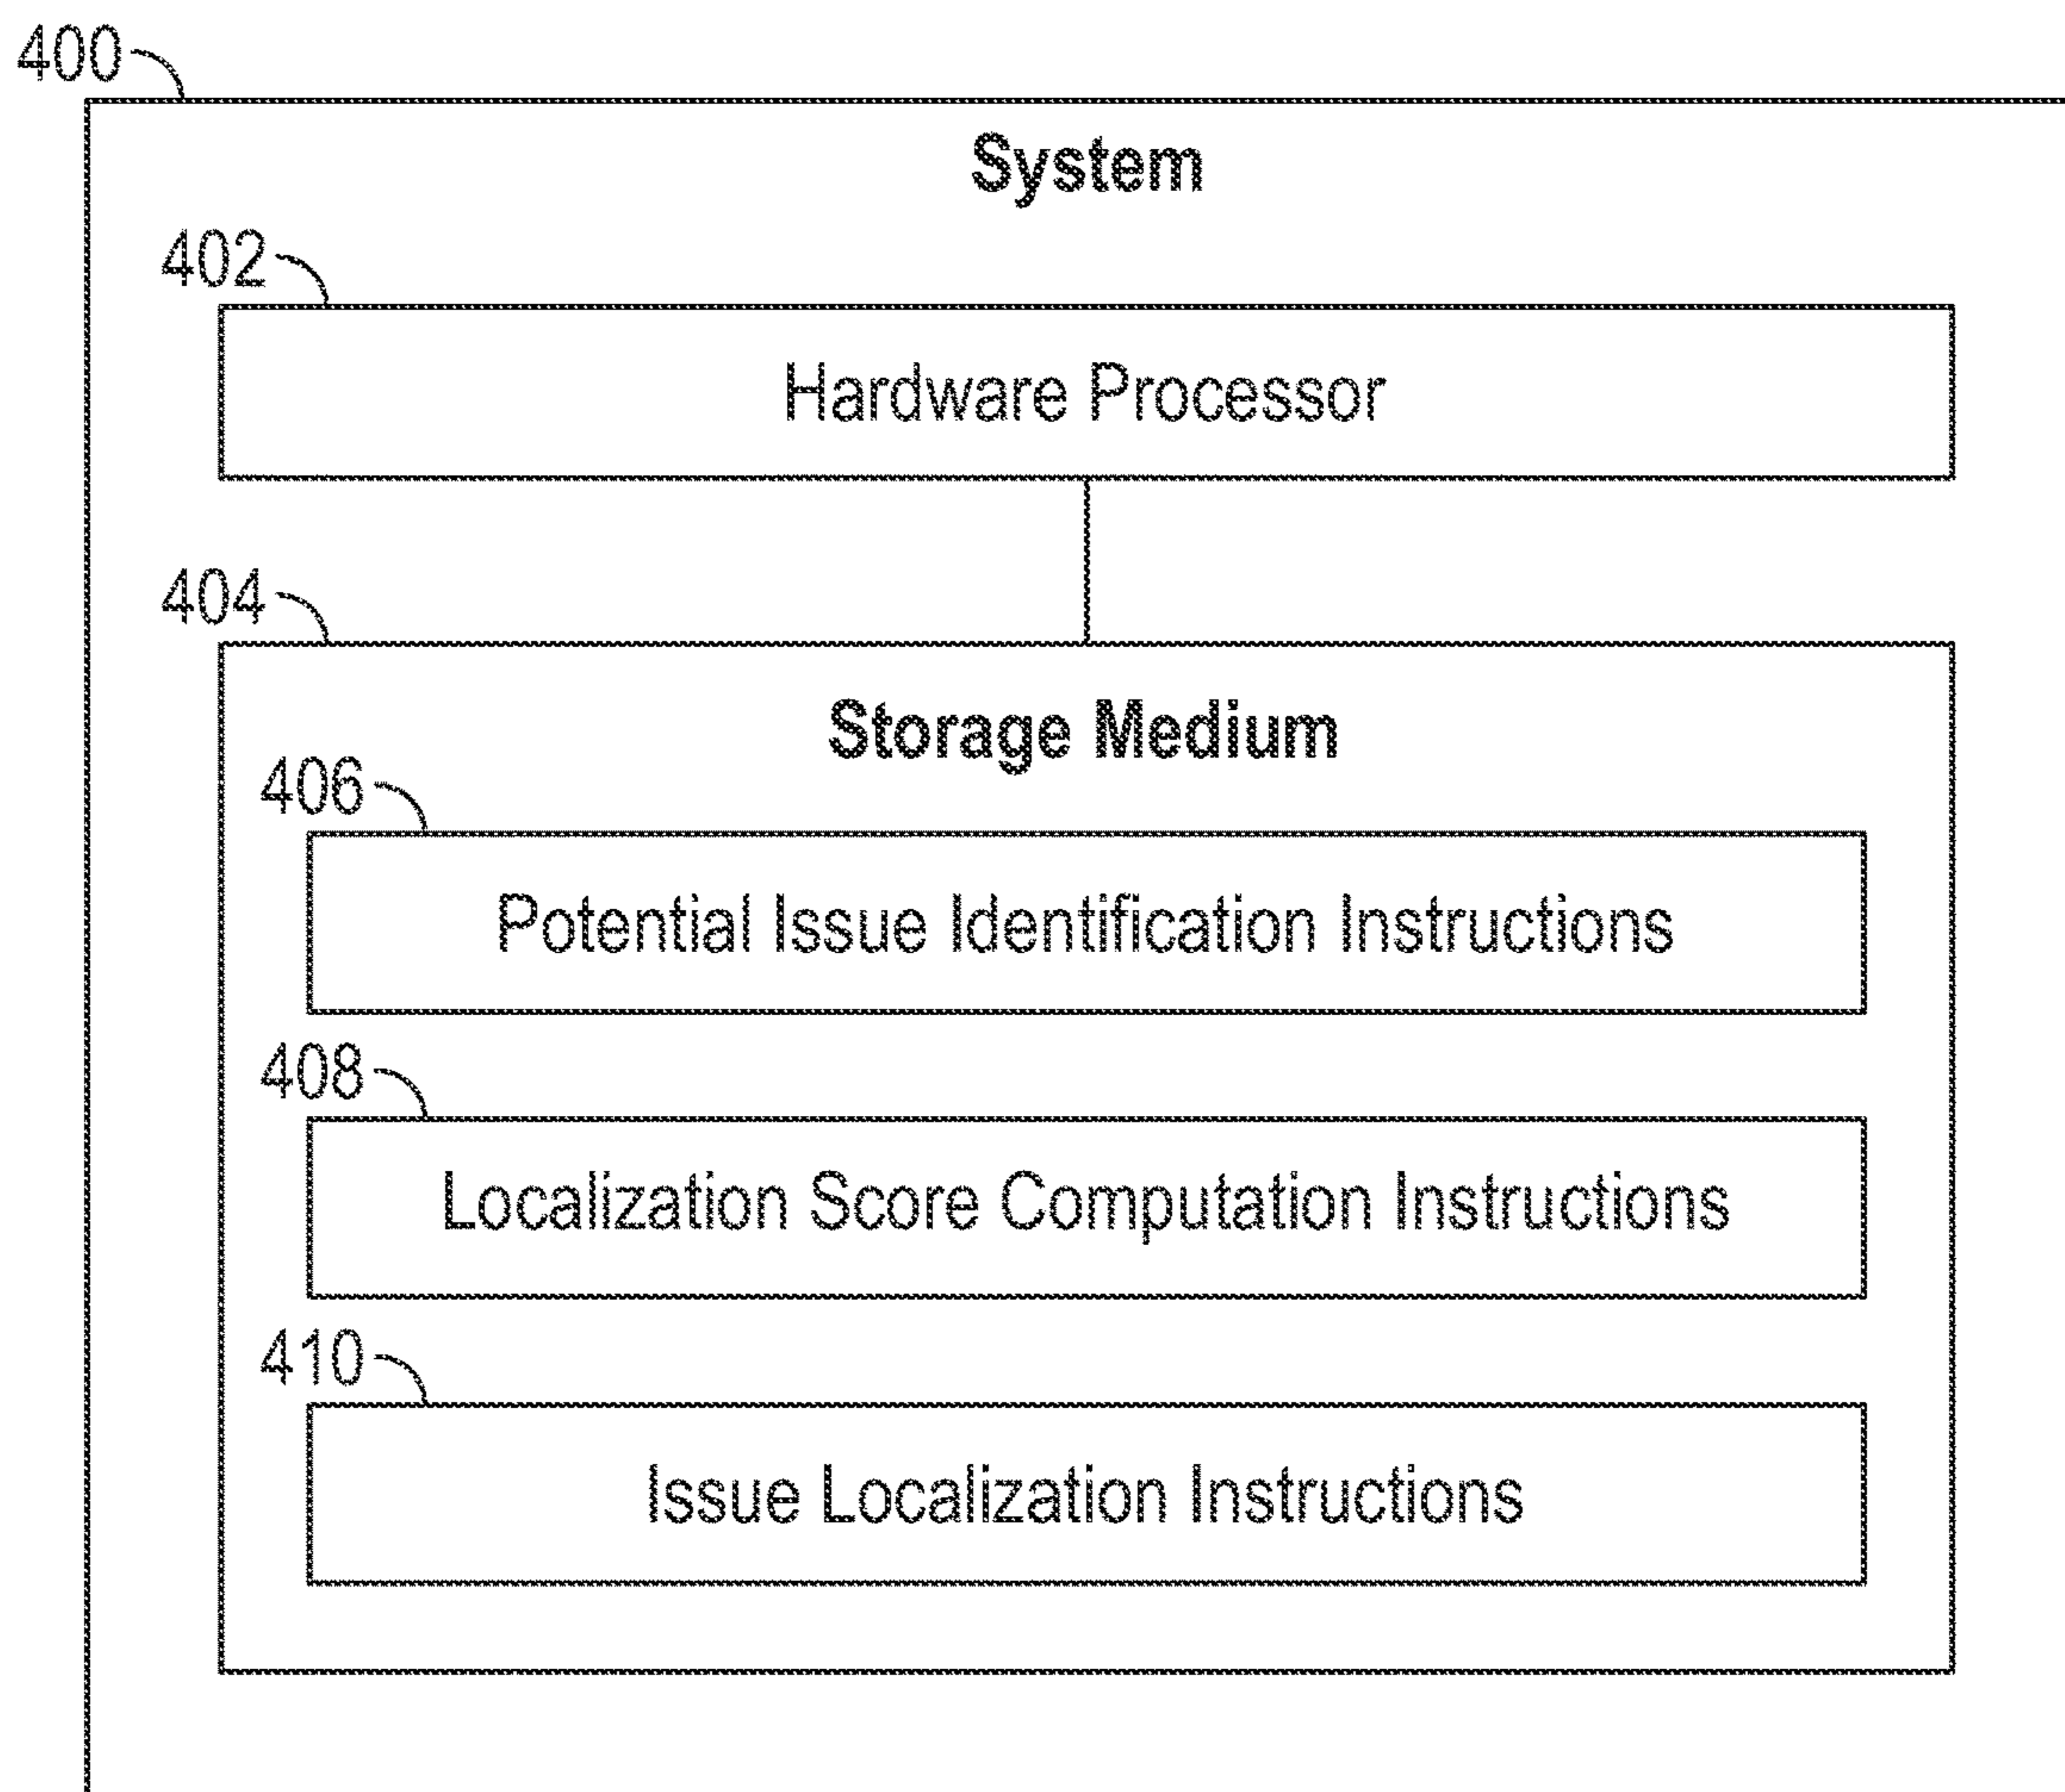 400
System
402
Hardware Processor
404
Storage Medium
406
Potential Issue Identification Instructions
408
Localization Score Computation Instructions
410
Issue Localization Instructions